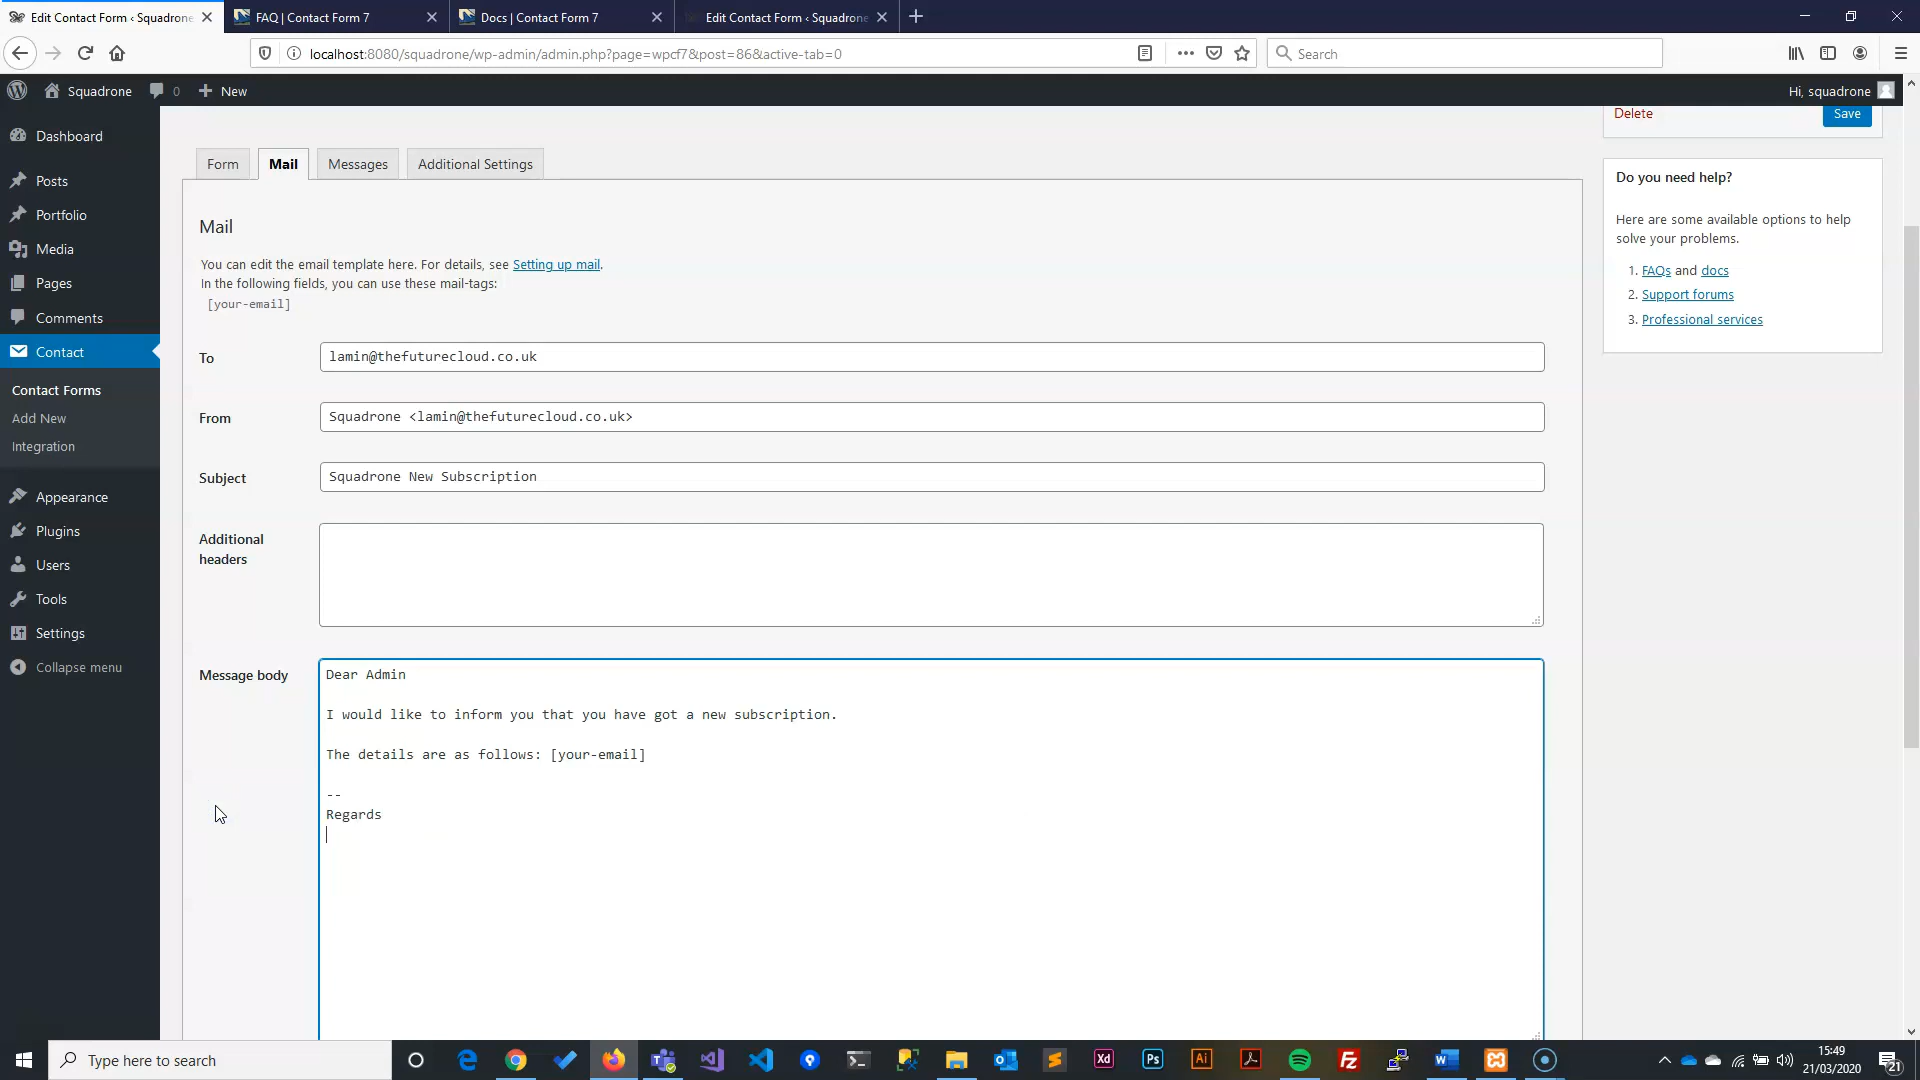 Edit Contact Form ‹ Squadrone
FAQ | Contact Form 7
Docs | Contact Form 7
Edit Contact Form ‹ Squadrone
localhost:8080/squadrone/wp-admin/admin.php?page=wpcf7&post=86&active-tab=0
Search
Squadrone
0
New
Hi, squadrone
Dashboard
Posts
Portfolio
Media
Pages
Comments
Contact
Contact Forms
Add New
Integration
Appearance
Plugins
Users
Tools
Settings
Collapse menu
Delete
Save
Form
Mail
Messages
Additional Settings
Mail
You can edit the email template here. For details, see Setting up mail.
In the following fields, you can use these mail-tags:
[your-email]
To
lamin@thefuturecloud.co.uk
From
Squadrone <lamin@thefuturecloud.co.uk>
Subject
Squadrone New Subscription
Additional
headers
Message body
Dear Admin
I would like to inform you that you have got a new subscription.
The details are as follows: [your-email]
--
Regards
Do you need help?
Here are some available options to help
solve your problems.
1. FAQs and docs
2. Support forums
3. Professional services
Type here to search
Xd
Ps
Ai
Fz
15:49
21/03/2020
21